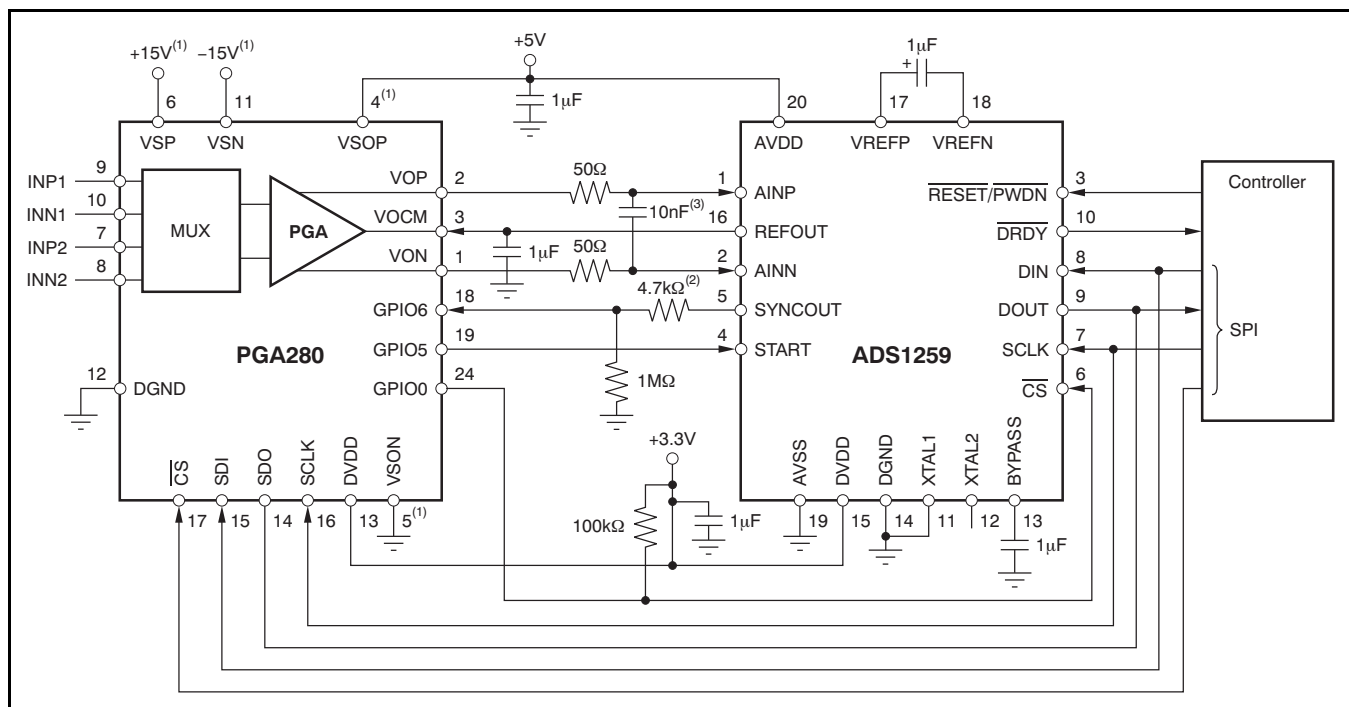 +15V(1)
−15V(1)
+5V
1μF
+
6
11
4(1)
1μF
20
17
18
VSP
VSN
VSOP
AVDD
VREFP
VREFN
INP1
9
INN1
10
INP2
7
INN2
8
MUX
PGA
VOP
2
VOCM
3
VON
1
GPIO6
18
GPIO5
19
GPIO0
24
PGA280
12
DGND
50Ω
10nF(3)
1μF
50Ω
4.7kΩ(2)
1MΩ
1
AINP
16
REFOUT
2
AINN
5
SYNCOUT
4
START
ADS1259
RESET/PWDN
3
DRDY
10
DIN
8
DOUT
9
SCLK
7
CS
6
Controller
SPI
+3.3V
100kΩ
1μF
CS
SDI
SDO
SCLK
DVDD
VSON
17
15
14
16
13
5(1)
AVSS
DVDD
DGND
XTAL1
XTAL2
BYPASS
19
15
14
11
12
13
1μF